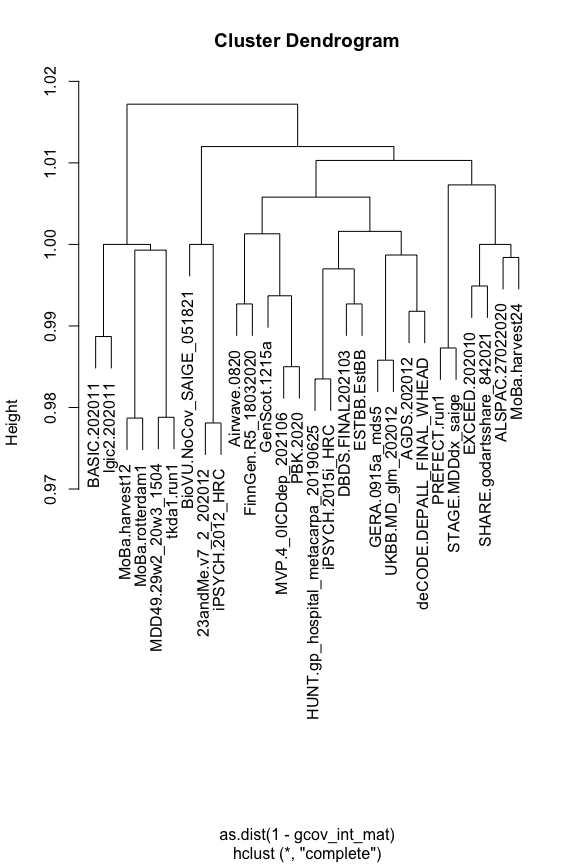 Cluster Dendrogram
Height
1.02
1.01
1.00
0.99
0.98
0.97
BASIC.202011
lgic2.202011
MoBa.harvest12
MoBa.rotterdam1
MDD49.29w2_20w3_1504
tkda1.run1
BioVU.NoCov_SAIGE_051821
23andMe.v7_2_202012
iPSYCH.2012_HRC
Airwave.0820
FinnGen.R5_18032020
GenScot.1215a
MVP.4_0ICDdep_202106
PBK.2020
HUNT.gp_hospital_metacarpa_20190625
iPSYCH.2015i_HRC
DBDS.FINAL202103
ESTBB.EstBB
GERA.0915a_mds5
UKBB.MD_glm_202012
AGDS.202012
deCODE.DEPALL_FINAL_WHEAD
PREFECT.run1
STAGE.MDDdx_saige
EXCEED.202010
SHARE.godartsshare_842021
ALSPAC.27022020
MoBa.harvest24
as.dist(1 - gcov_int_mat)
hclust (*, "complete")